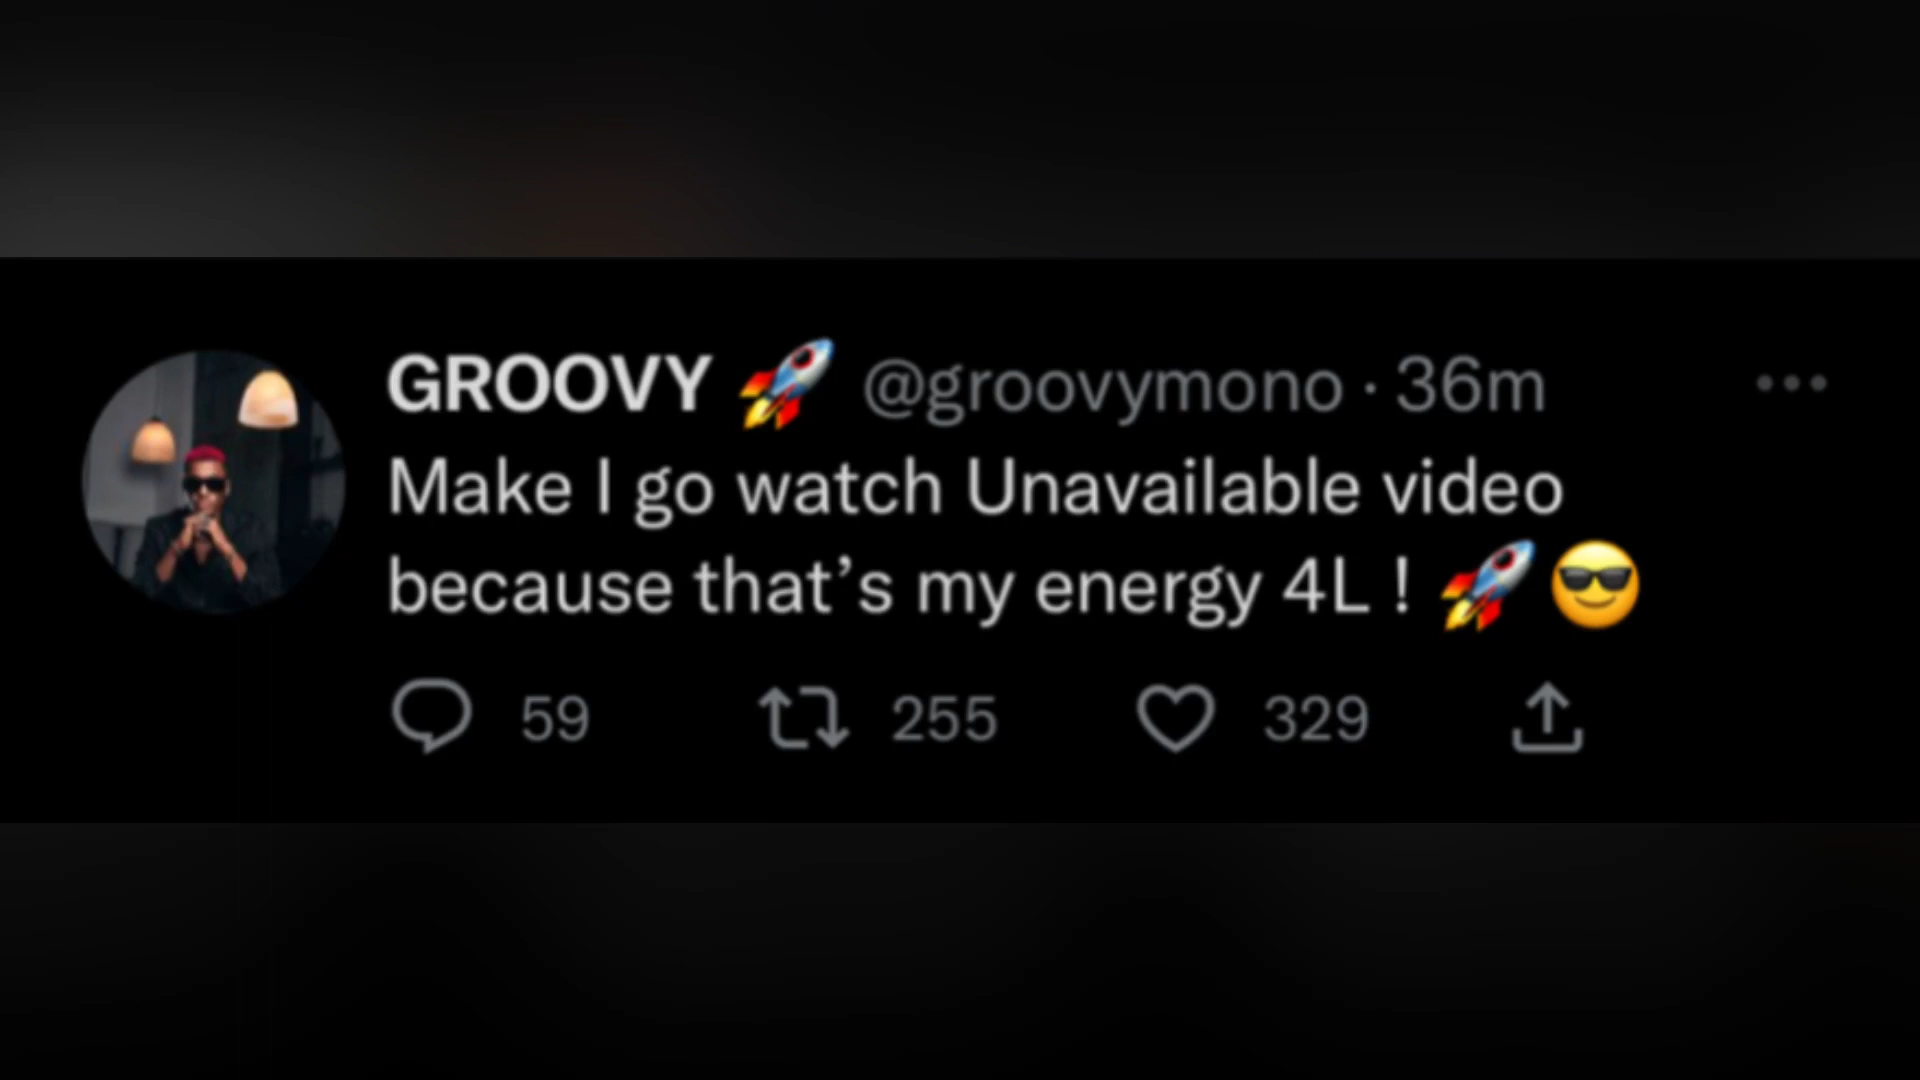 GROOVY 🚀 @groovymono · 36m
Make I go watch Unavailable video
because that’s my energy 4L ! 🚀😎
59 255 329